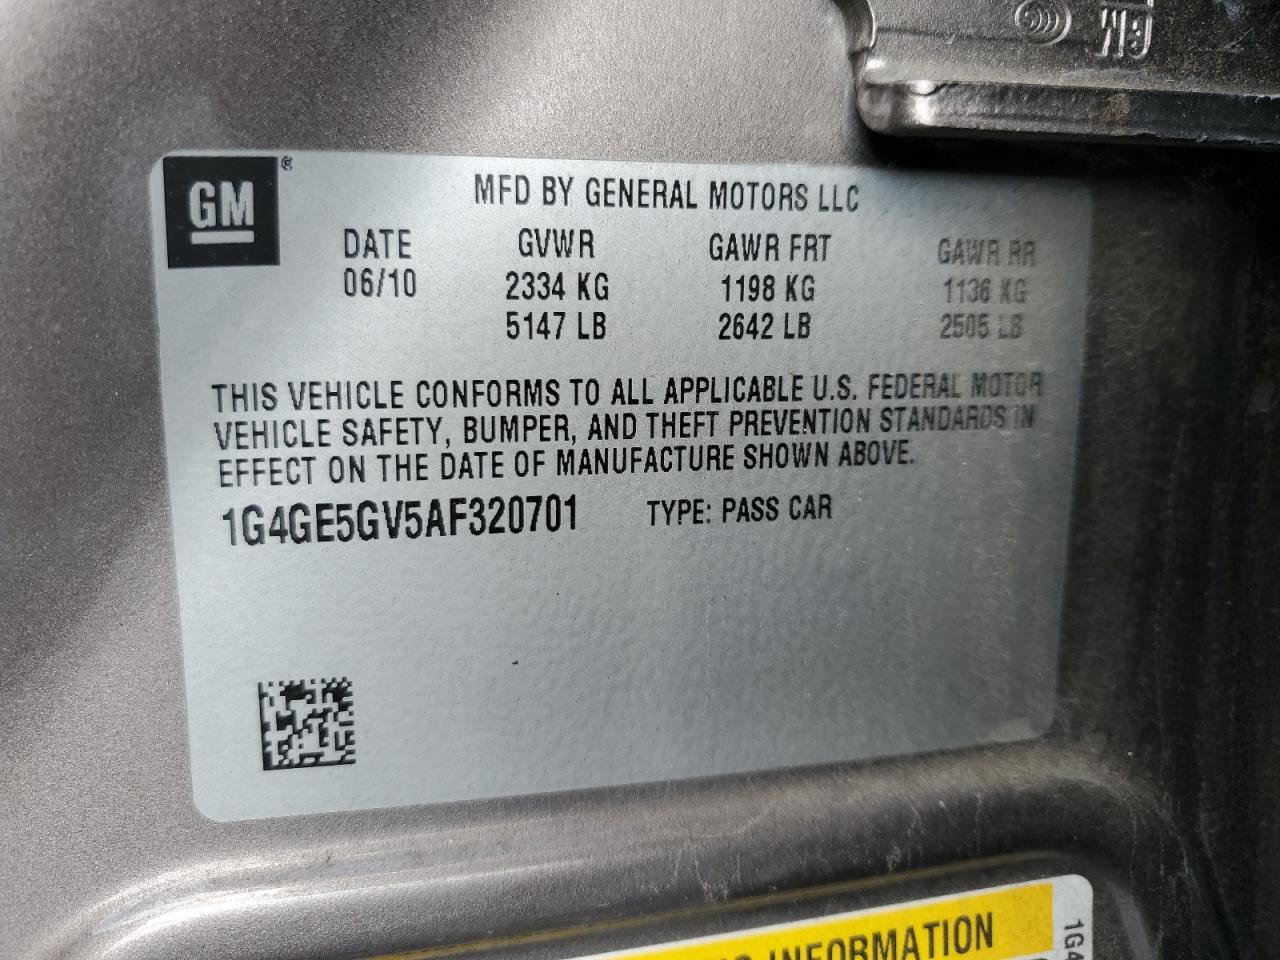 GM
GM ®
MFD BY GENERAL MOTORS LLC
DATE GVWR GAWR FRT GAWR RR
06/10 2334 KG 1198 KG 1136 KG
5147 LB 2642 LB 2505 LB
THIS VEHICLE CONFORMS TO ALL APPLICABLE U.S. FEDERAL MOTOR
VEHICLE SAFETY, BUMPER, AND THEFT PREVENTION STANDARDS IN
EFFECT ON THE DATE OF MANUFACTURE SHOWN ABOVE.
1G4GE5GV5AF320701 TYPE: PASS CAR
INFORMATION
1G4